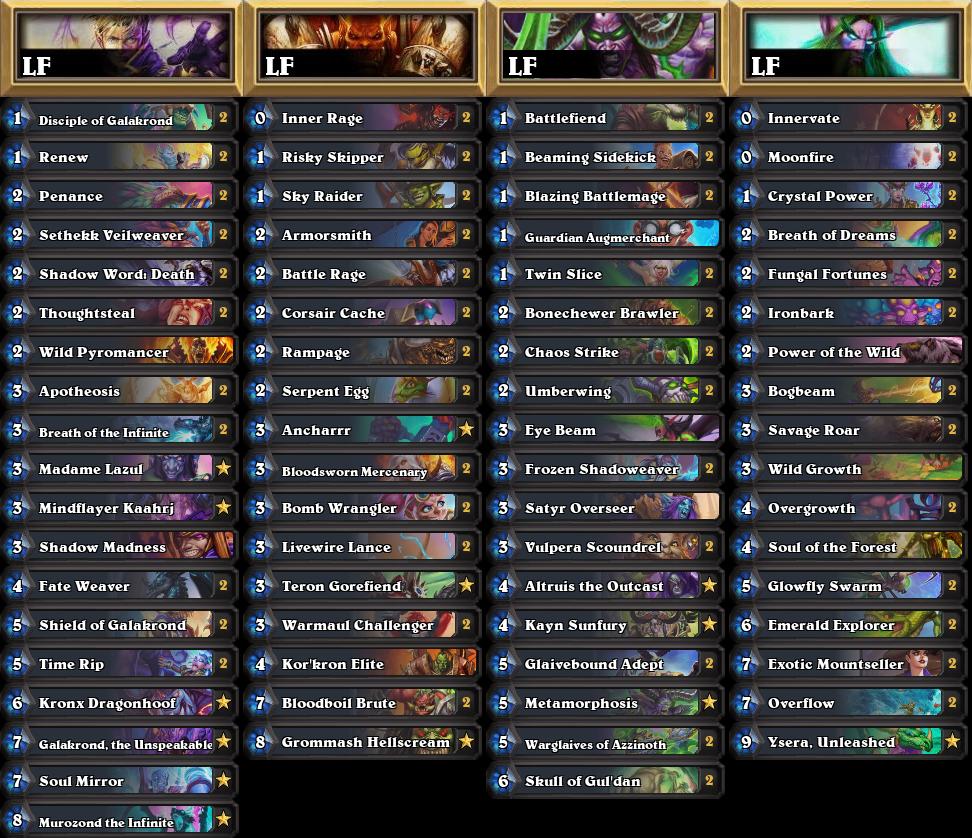 LF
1 Disciple of Galakrond 2
1 Renew 2
2 Penance 2
2 Sethekk Veilweaver 2
2 Shadow Word: Death 2
2 Thoughtsteal 2
2 Wild Pyromancer
3 Apotheosis 2
3 Breath of the Infinite 2
3 Madame Lazul
3 Mindflayer Kaahrj
3 Shadow Madness
4 Fate Weaver 2
5 Shield of Galakrond 2
5 Time Rip 2
6 Kronx Dragonhoof
7 Galakrond, the Unspeakable
7 Soul Mirror
8 Murozond the Infinite
LF
0 Inner Rage 2
1 Risky Skipper 2
1 Sky Raider 2
2 Armorsmith 2
2 Battle Rage 2
2 Corsair Cache 2
2 Rampage 2
2 Serpent Egg 2
3 Ancharrr
3 Bloodsworn Mercenary 2
3 Bomb Wrangler 2
3 Livewire Lance 2
3 Teron Gorefiend
3 Warmaul Challenger 2
4 Kor'kron Elite
7 Bloodboil Brute 2
8 Grommash Hellscream
LF
1 Battlefiend 2
1 Beaming Sidekick 2
1 Blazing Battlemage 2
1 Guardian Augmerchant
1 Twin Slice 2
2 Bonechewer Brawler 2
2 Chaos Strike 2
2 Umberwing 2
3 Eye Beam
3 Frozen Shadoweaver 2
3 Satyr Overseer
3 Vulpera Scoundrel 2
4 Altruis the Outcast
4 Kayn Sunfury
5 Glaivebound Adept 2
5 Metamorphosis
5 Warglaives of Azzinoth 2
6 Skull of Gul'dan 2
LF
0 Innervate 2
0 Moonfire 2
1 Crystal Power 2
2 Breath of Dreams 2
2 Fungal Fortunes 2
2 Ironbark 2
2 Power of the Wild
3 Bogbeam 2
3 Savage Roar 2
3 Wild Growth
4 Overgrowth 2
4 Soul of the Forest
5 Glowfly Swarm 2
6 Emerald Explorer 2
7 Exotic Mountseller 2
7 Overflow 2
9 Ysera, Unleashed